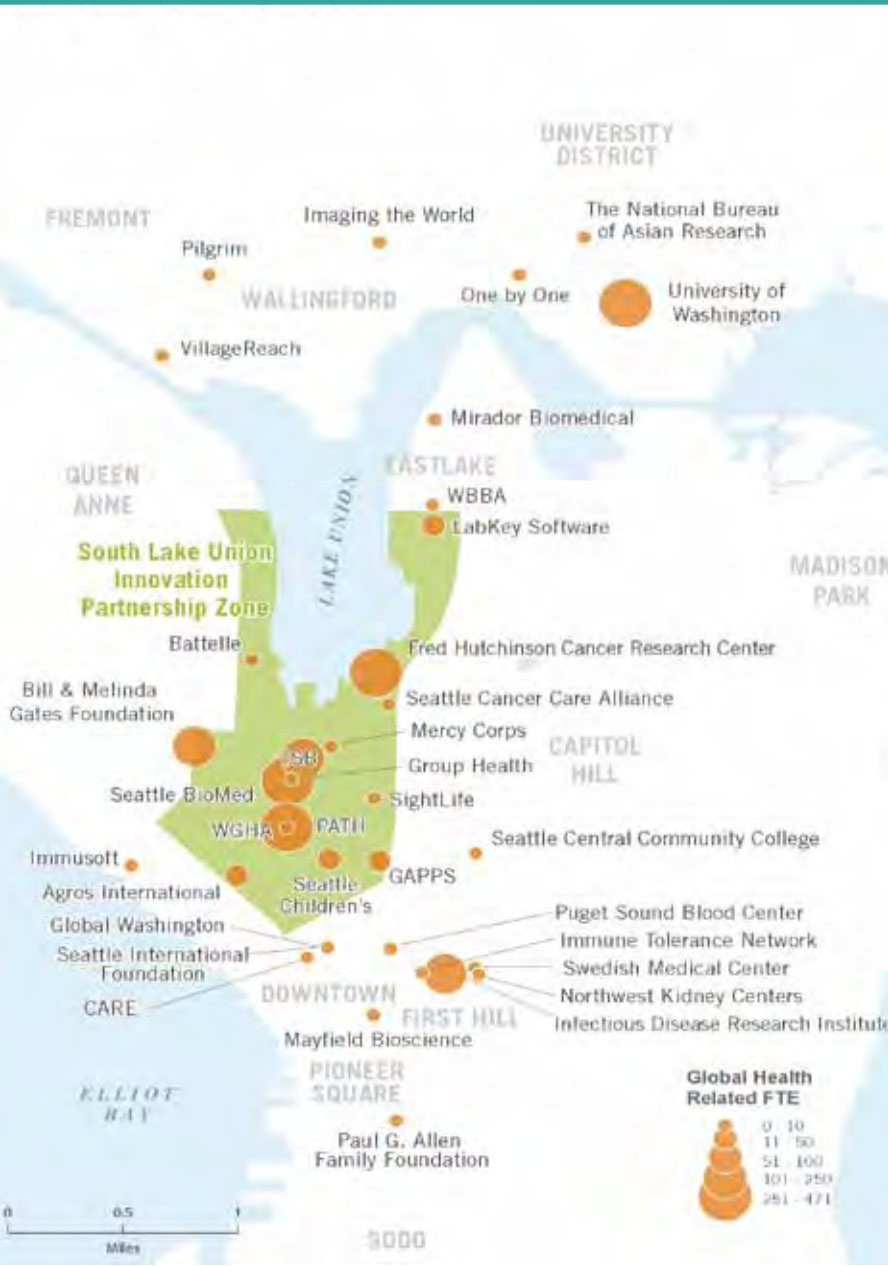 UNIVERSITY
DISTRICT
FREMONT
Imaging the World
The National Bureau
of Asian Research
Pilgrim
WALLINGFORD
One by One
University of
Washington
VillageReach
Mirador Biomedical
EASTLAKE
QUEEN
ANNE
WBBA
LabKey Software
LAKE UNION
South Lake Union
Innovation
Partnership Zone
MADISON
PARK
Battelle
Fred Hutchinson Cancer Research Center
Bill & Melinda
Gates Foundation
Seattle Cancer Care Alliance
Mercy Corps
CAPITOL
HILL
ISB
Group Health
Seattle BioMed
SightLife
WGHA
PATH
Seattle Central Community College
Immusoft
Agros International
Seattle
Children's
GAPPS
Global Washington
Puget Sound Blood Center
Seattle International
Foundation
Immune Tolerance Network
Swedish Medical Center
CARE
DOWNTOWN
Northwest Kidney Centers
FIRST HILL
Infectious Disease Research Institute
Mayfield Bioscience
PIONEER
SQUARE
ELLIOT
BAY
Global Health
Related FTE
0 - 10
11 - 50
51 - 100
101 - 250
251 - 471
Paul G. Allen
Family Foundation
0 0.5 1
Miles
SODO